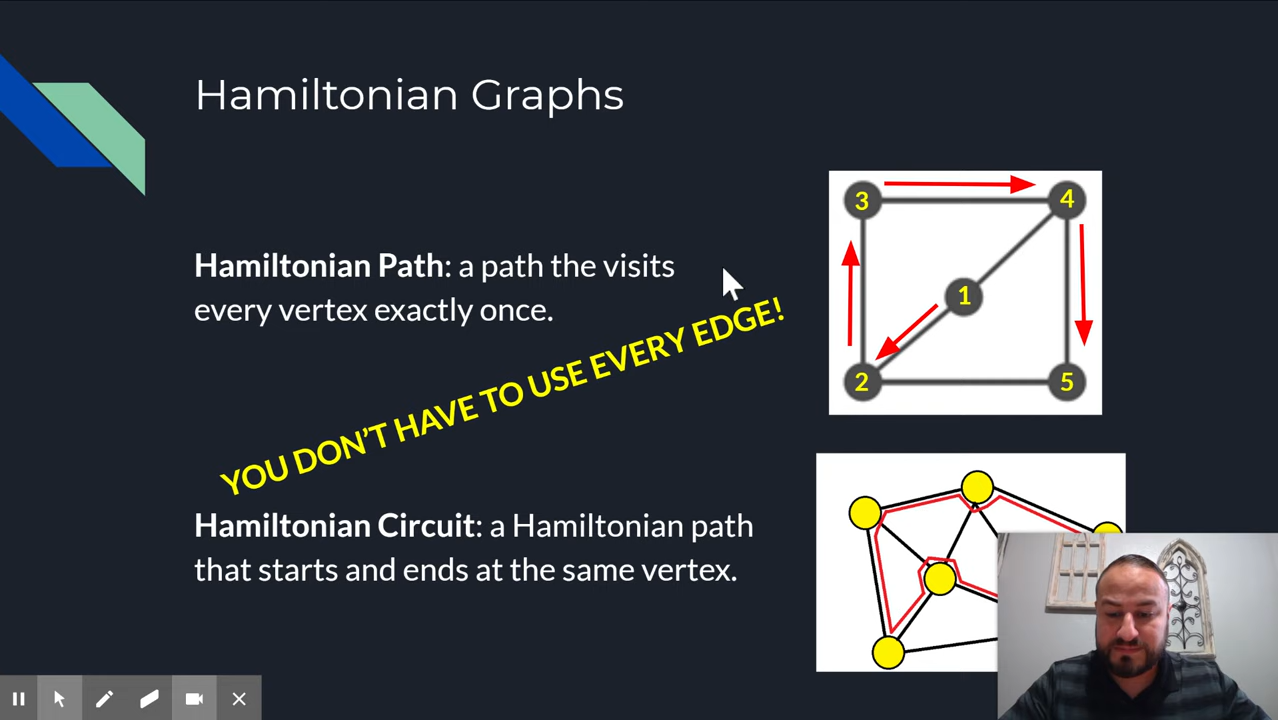 Hamiltonian Graphs
Hamiltonian Path: a path the visits
every vertex exactly once.
YOU DON'T HAVE TO USE EVERY EDGE!
Hamiltonian Circuit: a Hamiltonian path
that starts and ends at the same vertex.
3
4
1
2
5